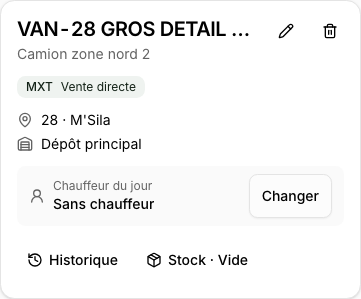 VAN-28 GROS DETAIL ...
Camion zone nord 2
MXT Vente directe
28 · M'Sila
Dépôt principal
Chauffeur du jour
Sans chauffeur
Changer
Historique
Stock · Vide